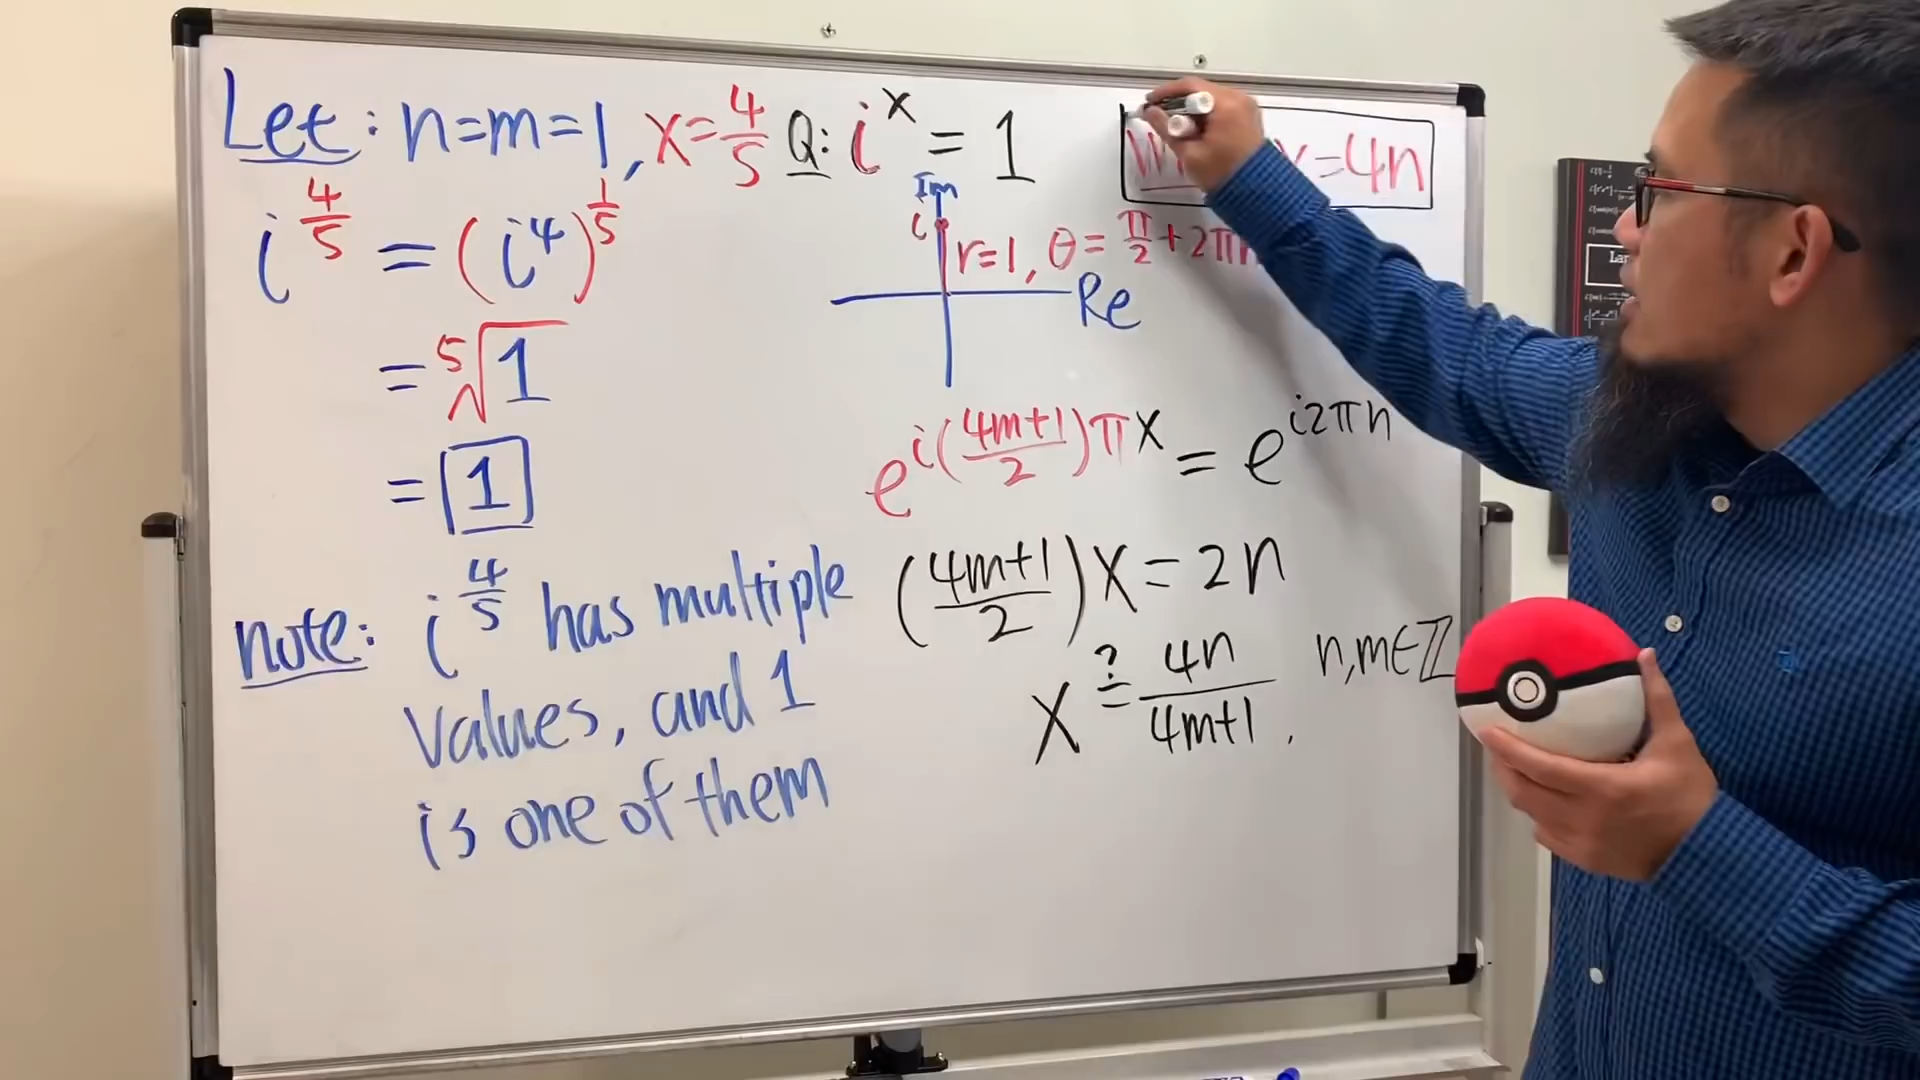 Let: n=m=1, x=4/5
i^(4/5) = (i^4)^(1/5)
= ⁵√1
= 1
note: i^(4/5) has multiple
values, and 1
is one of them
Q: i^x = 1
x=4n
Im
i
r=1, θ= π/2 + 2π
Re
e^(i((4m+1)/2)πx) = e^(i2πn)
((4m+1)/2)x = 2n
x ?= 4n/(4m+1), n,m∈ℤ